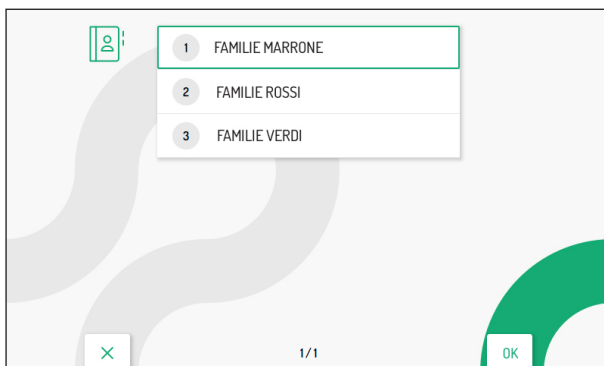 1 FAMILIE MARRONE
2 FAMILIE ROSSI
3 FAMILIE VERDI
1/1 OK